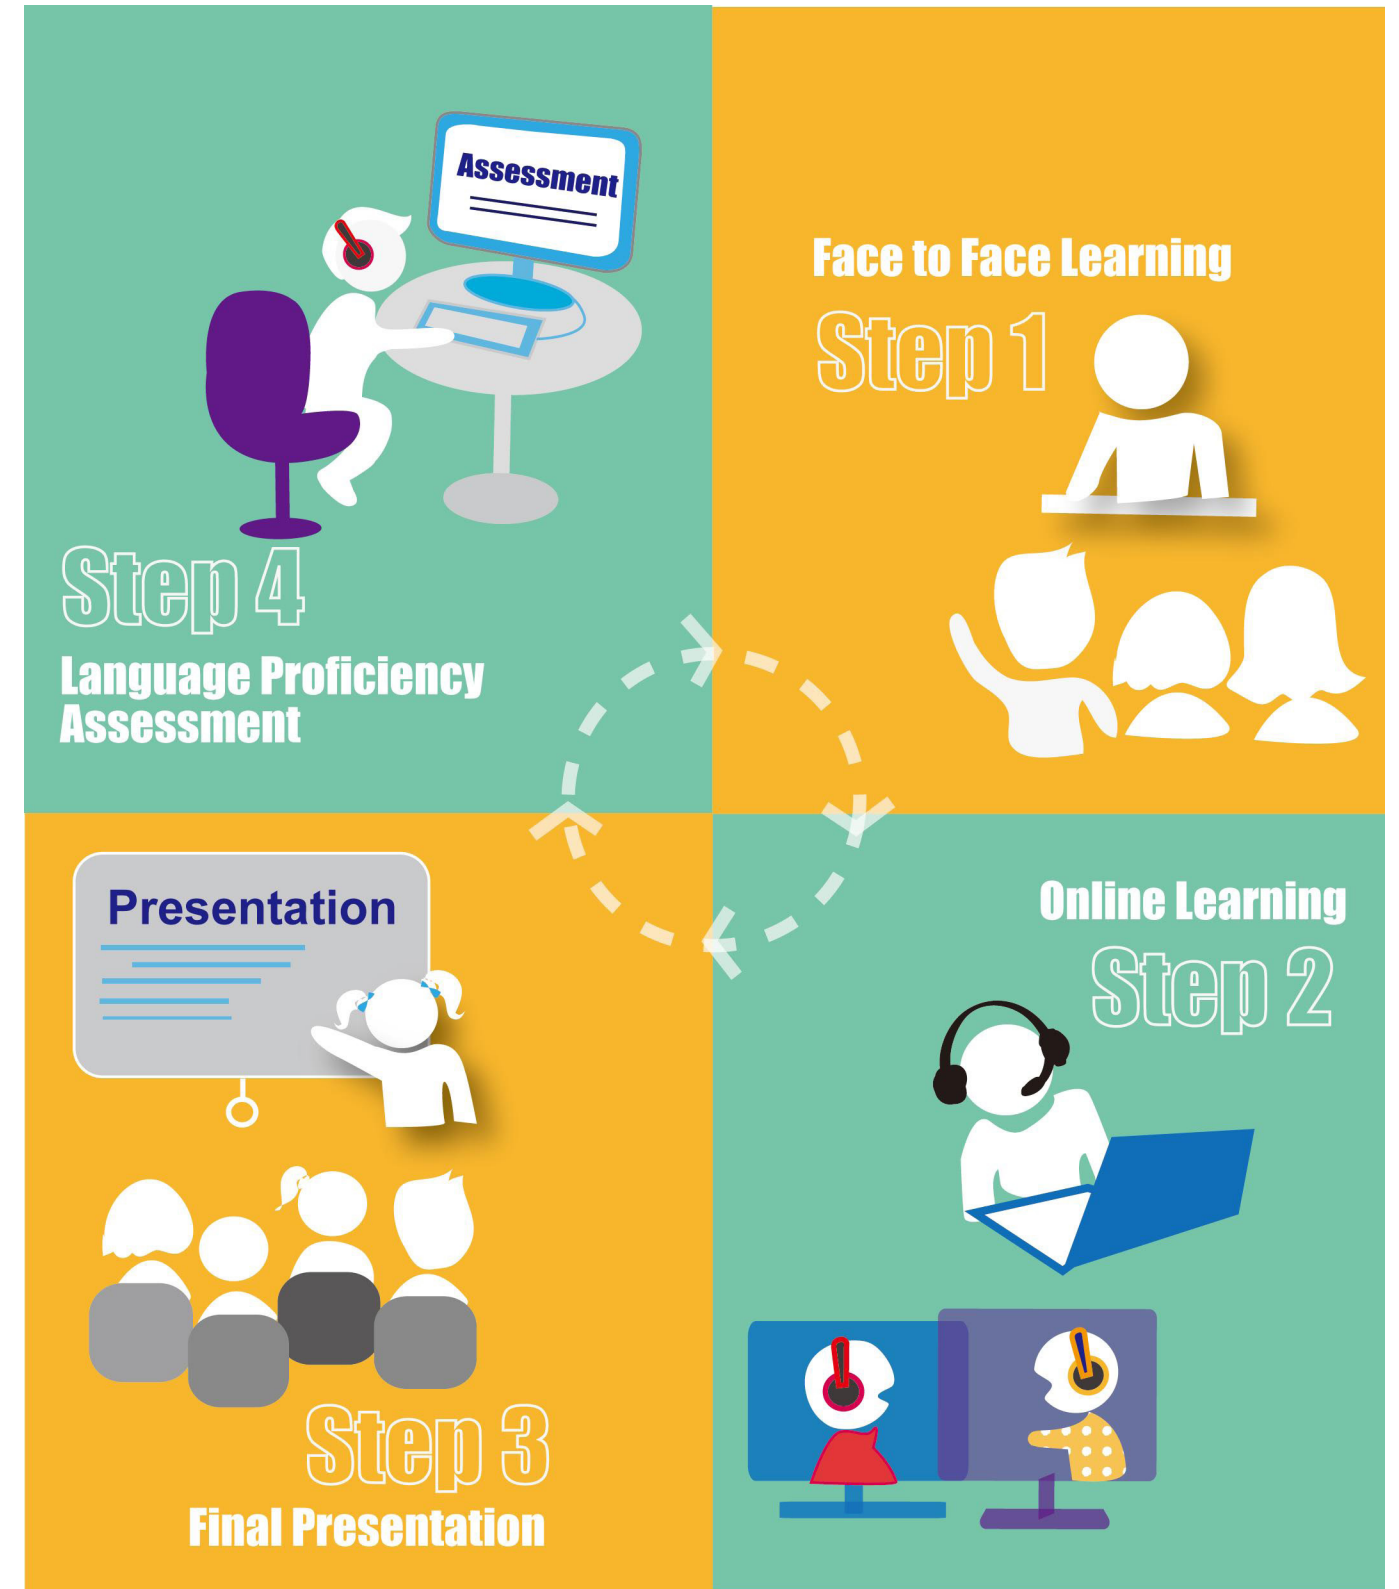 Face to Face Learning
Step 1
Online Learning
Step 2
Presentation
Step 3
Final Presentation
Assessment
Step 4
Language Proficiency
Assessment